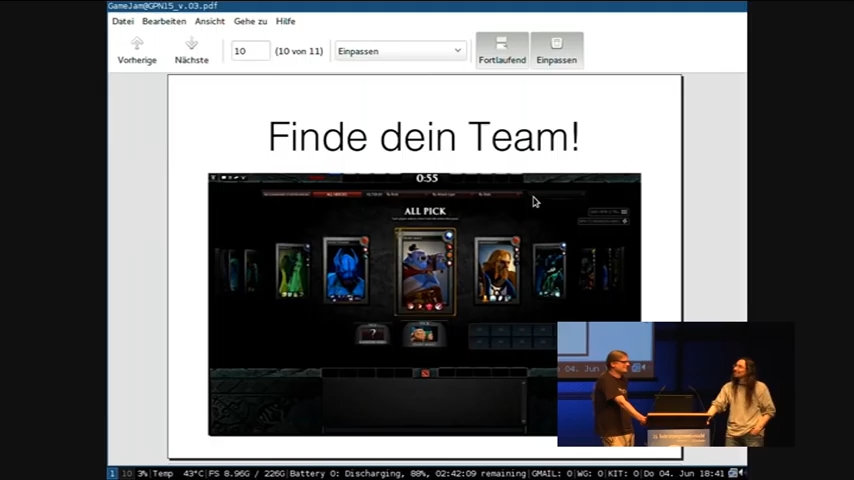 GameJam@GPN15_v.03.pdf
Datei Bearbeiten Ansicht Gehe zu Hilfe
Vorherige Nächste 10 (10 von 11) Einpassen Fortlaufend Einpassen
Finde dein Team!
0:55
ALL PICK
04. Jun
1 10 3% Temp 43°C FS 8.96G / 226G Battery 0: Discharging, 88%, 02:42:09 remaining GMAIL: 0 WG: 0 KIT: 0 Do 04. Jun 18:41